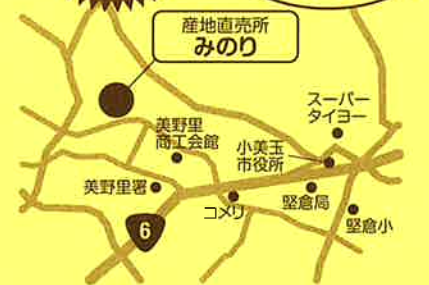 産地直売所
みのり
スーパー
タイヨー
美野里
商工会館
小美玉
市役所
美野里署
コメリ
堅倉局
堅倉小
6